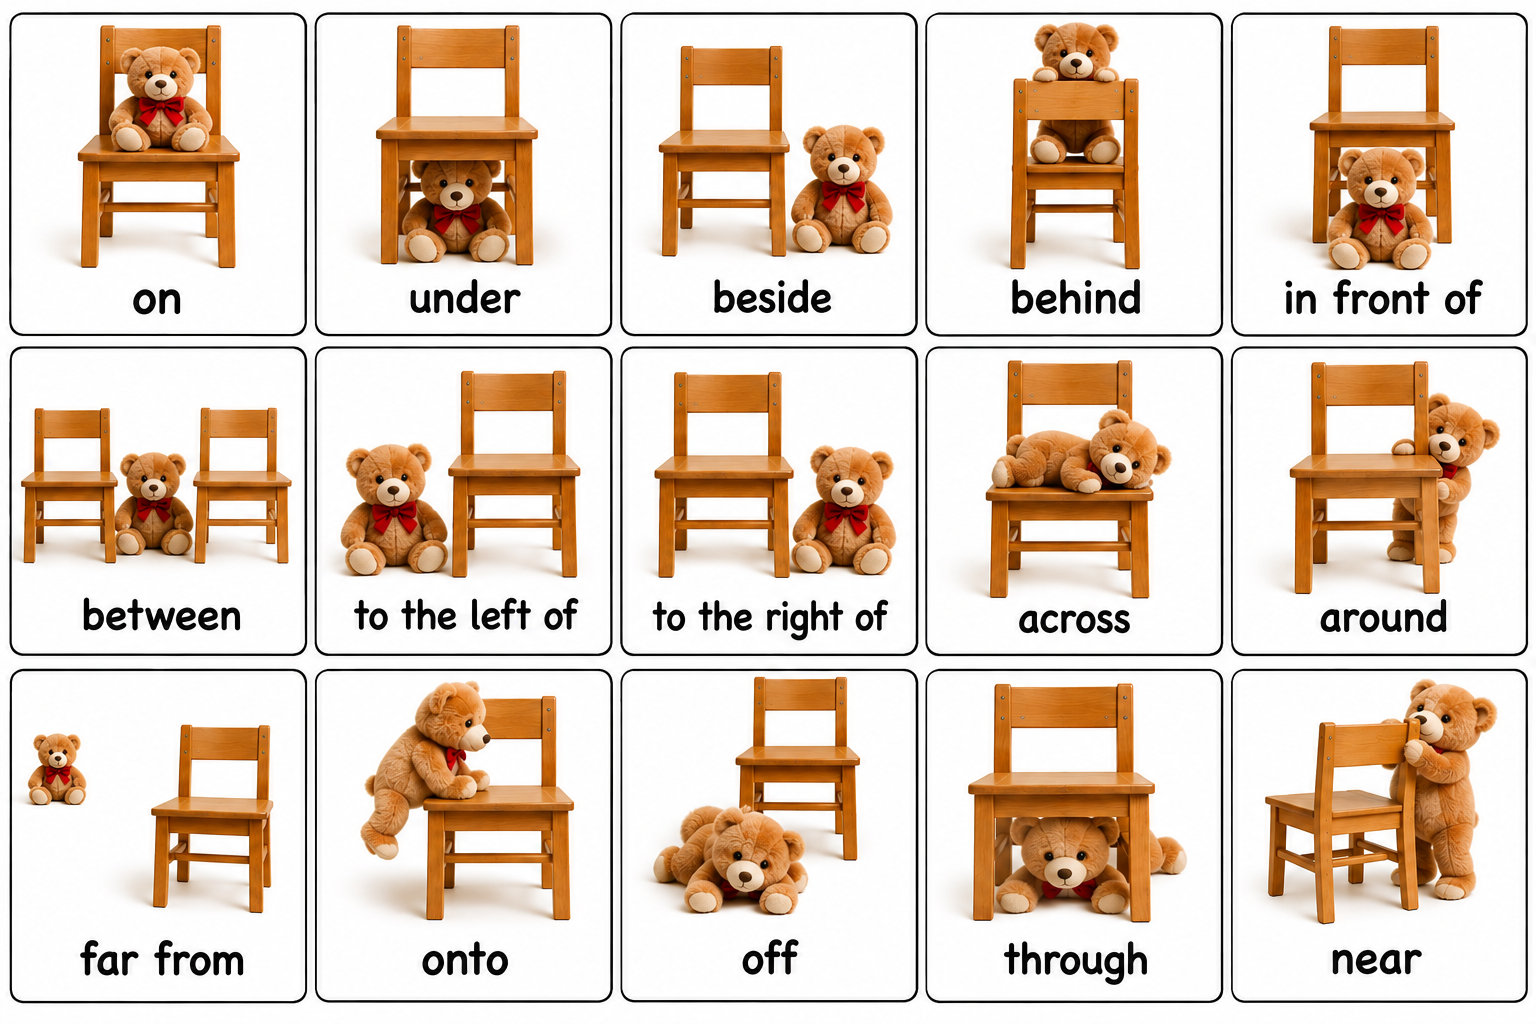 on
under
beside
behind
in front of
between
to the left of
to the right of
across
around
far from
onto
off
through
near